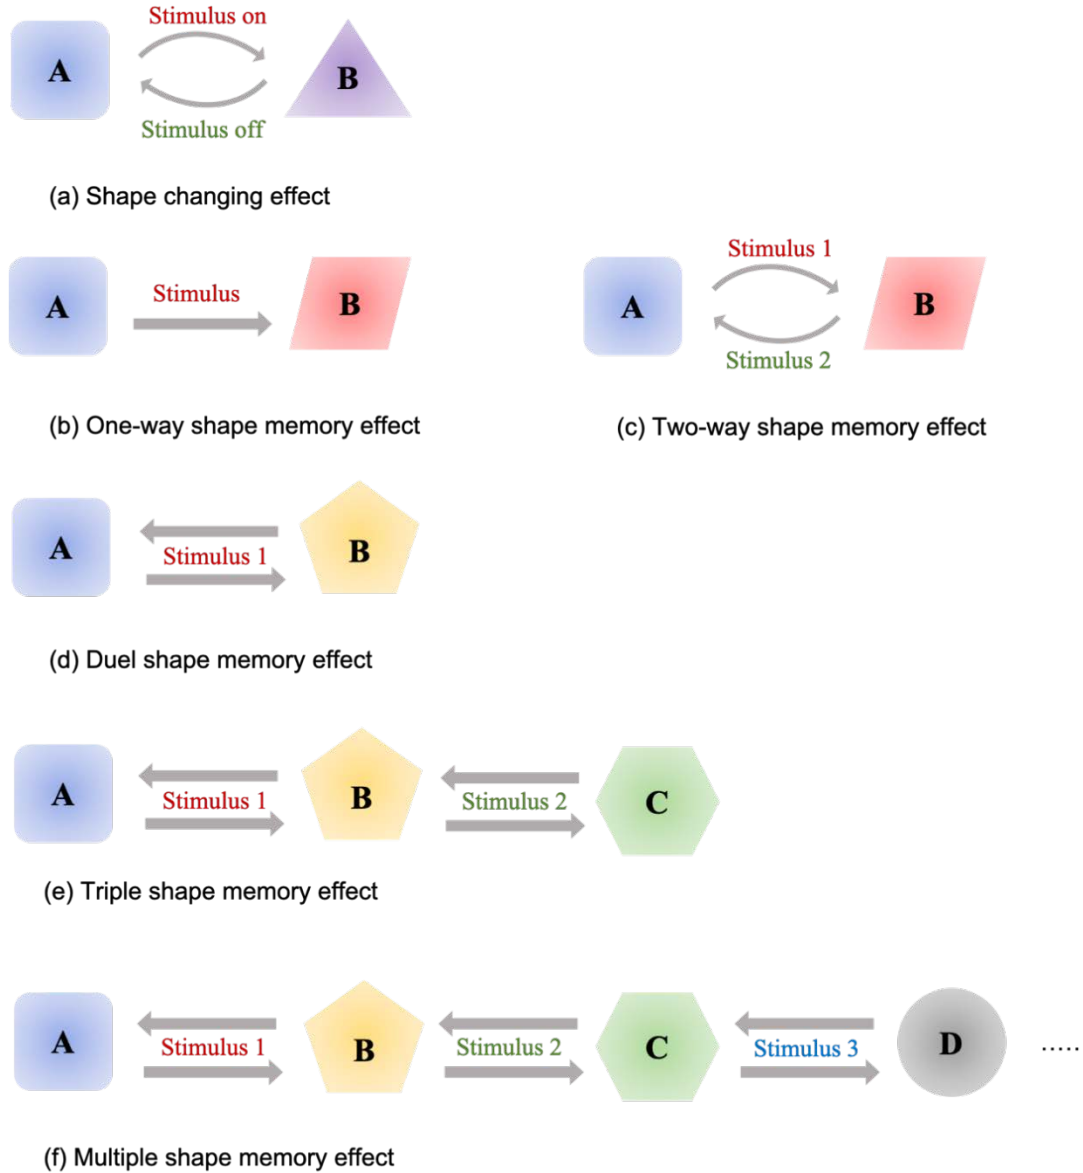 Stimulus on
A
B
Stimulus off
(a) Shape changing effect
A
Stimulus
B
(b) One-way shape memory effect
Stimulus 1
A
B
Stimulus 2
(c) Two-way shape memory effect
A
Stimulus 1
B
(d) Duel shape memory effect
A
Stimulus 1
B
Stimulus 2
C
(e) Triple shape memory effect
A
Stimulus 1
B
Stimulus 2
C
Stimulus 3
D
.....
(f) Multiple shape memory effect